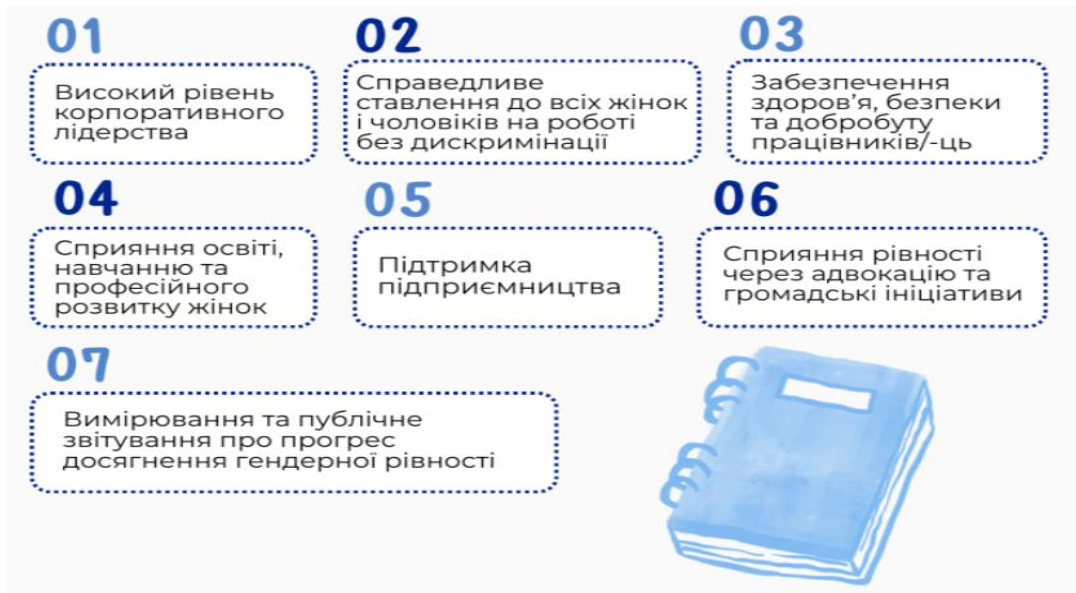 01
Високий рівень
корпоративного
лідерства
02
Справедливе
ставлення до всіх жінок
і чоловіків на роботі
без дискримінації
03
Забезпечення
здоров’я, безпеки
та добробуту
працівників/-ць
04
Сприяння освіті,
навчанню та
професійного
розвитку жінок
05
Підтримка
підприємництва
06
Сприяння рівності
через адвокацію та
громадські ініціативи
07
Вимірювання та публічне
звітування про прогрес
досягнення гендерної рівності